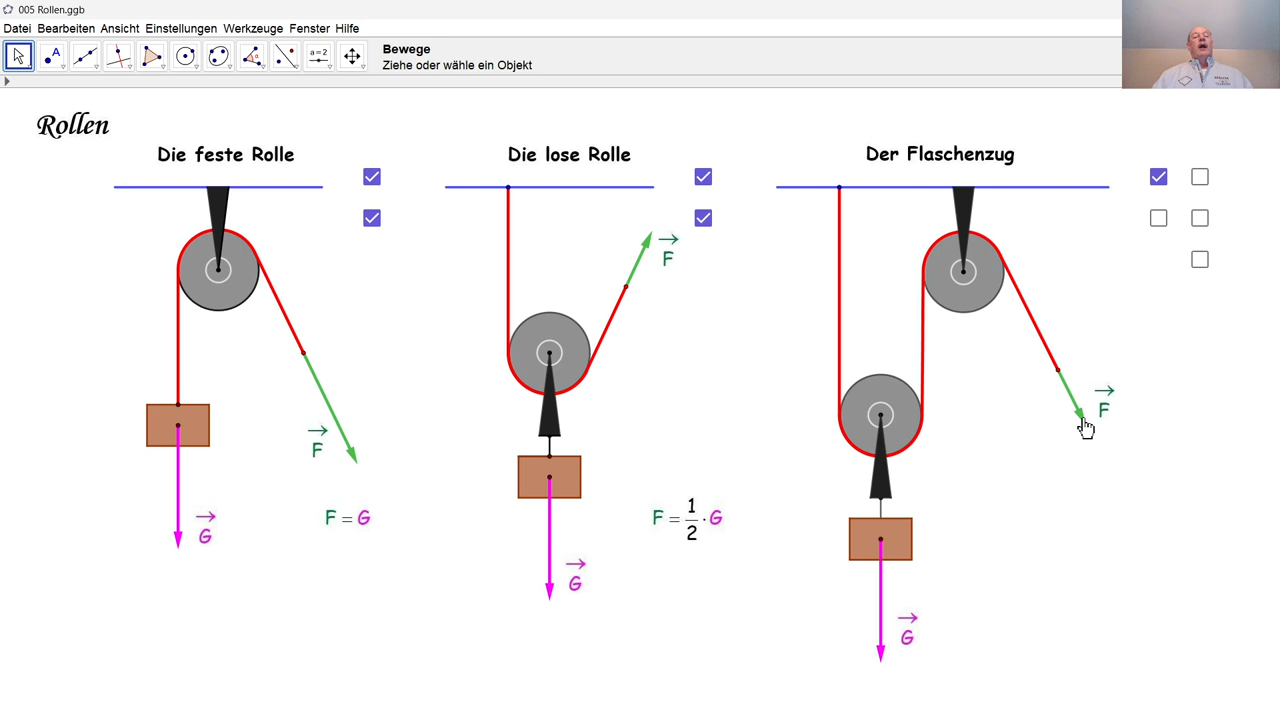 005 Rollen.ggb
Datei Bearbeiten Ansicht Einstellungen Werkzeuge Fenster Hilfe
A
a=2
Bewege
Ziehe oder wähle ein Objekt
Rollen
Die feste Rolle
Die lose Rolle
Der Flaschenzug
F
F
F
F = G
F = 1/2 · G
G
G
G